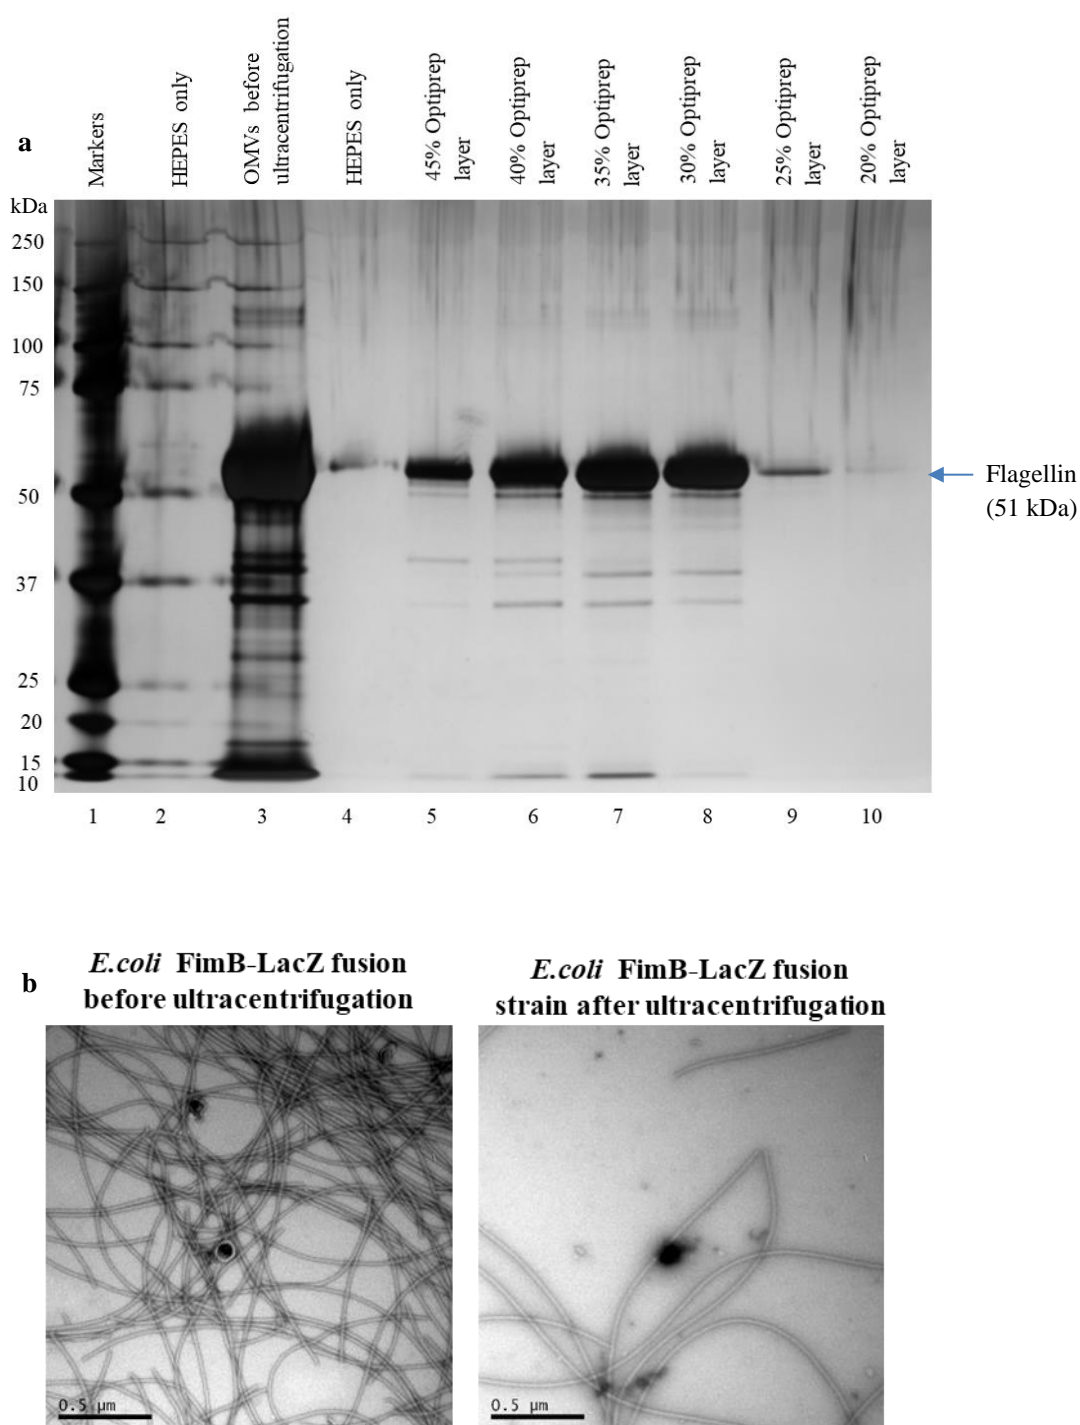 a
Markers
HEPES only
OMVs before
ultracentrifugation
HEPES only
45% Optiprep
layer
40% Optiprep
layer
35% Optiprep
layer
30% Optiprep
layer
25% Optiprep
layer
20% Optiprep
layer
kDa
250
150
100
75
50
37
25
20
15
10
Flagellin
(51 kDa)
1 2 3 4 5 6 7 8 9 10
b
E.coli FimB-LacZ fusion
before ultracentrifugation
E.coli FimB-LacZ fusion
strain after ultracentrifugation
0.5 µm
0.5 µm